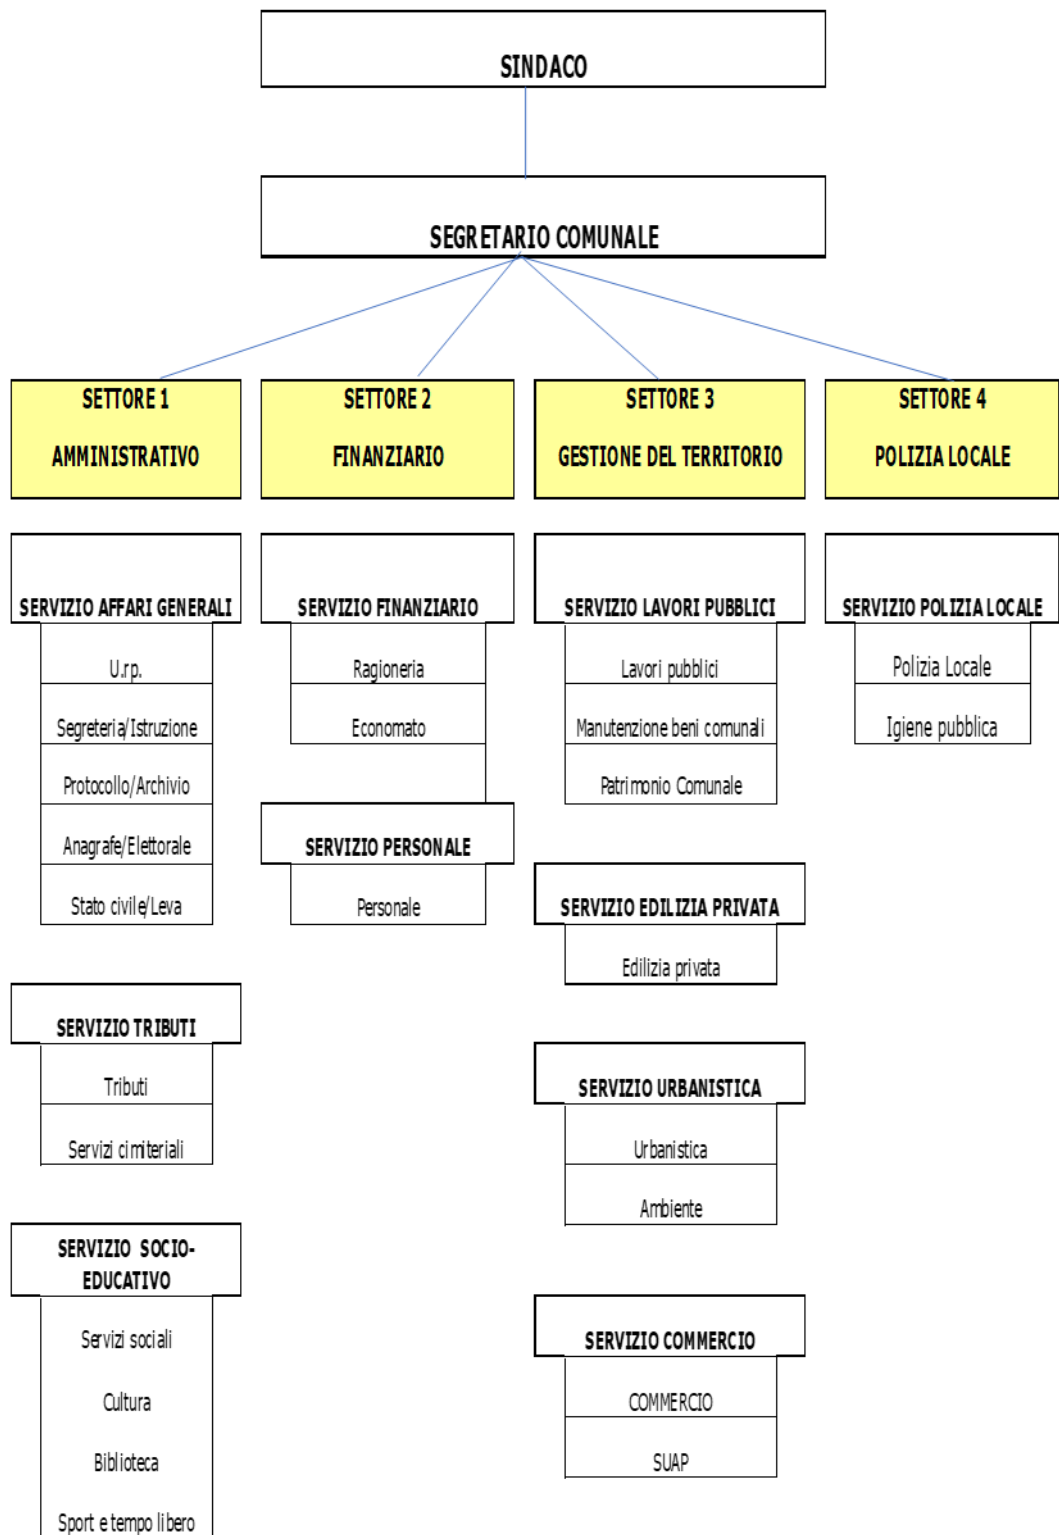 SINDACO
SEGRETARIO COMUNALE
SETTORE 1
AMMINISTRATIVO
SETTORE 2
FINANZIARIO
SETTORE 3
GESTIONE DEL TERRITORIO
SETTORE 4
POLIZIA LOCALE
SERVIZIO AFFARI GENERALI
U.rp.
Segreteria/Istruzione
Protocollo/Archivio
Anagrafe/Elettorale
Stato civile/Leva
SERVIZIO TRIBUTI
Tributi
Servizi cimiteriali
SERVIZIO SOCIO-
EDUCATIVO
Servizi sociali
Cultura
Biblioteca
Sport e tempo libero
SERVIZIO FINANZIARIO
Ragioneria
Economato
SERVIZIO PERSONALE
Personale
SERVIZIO LAVORI PUBBLICI
Lavori pubblici
Manutenzione beni comunali
Patrimonio Comunale
SERVIZIO EDILIZIA PRIVATA
Edilizia privata
SERVIZIO URBANISTICA
Urbanistica
Ambiente
SERVIZIO COMMERCIO
COMMERCIO
SUAP
SERVIZIO POLIZIA LOCALE
Polizia Locale
Igiene pubblica